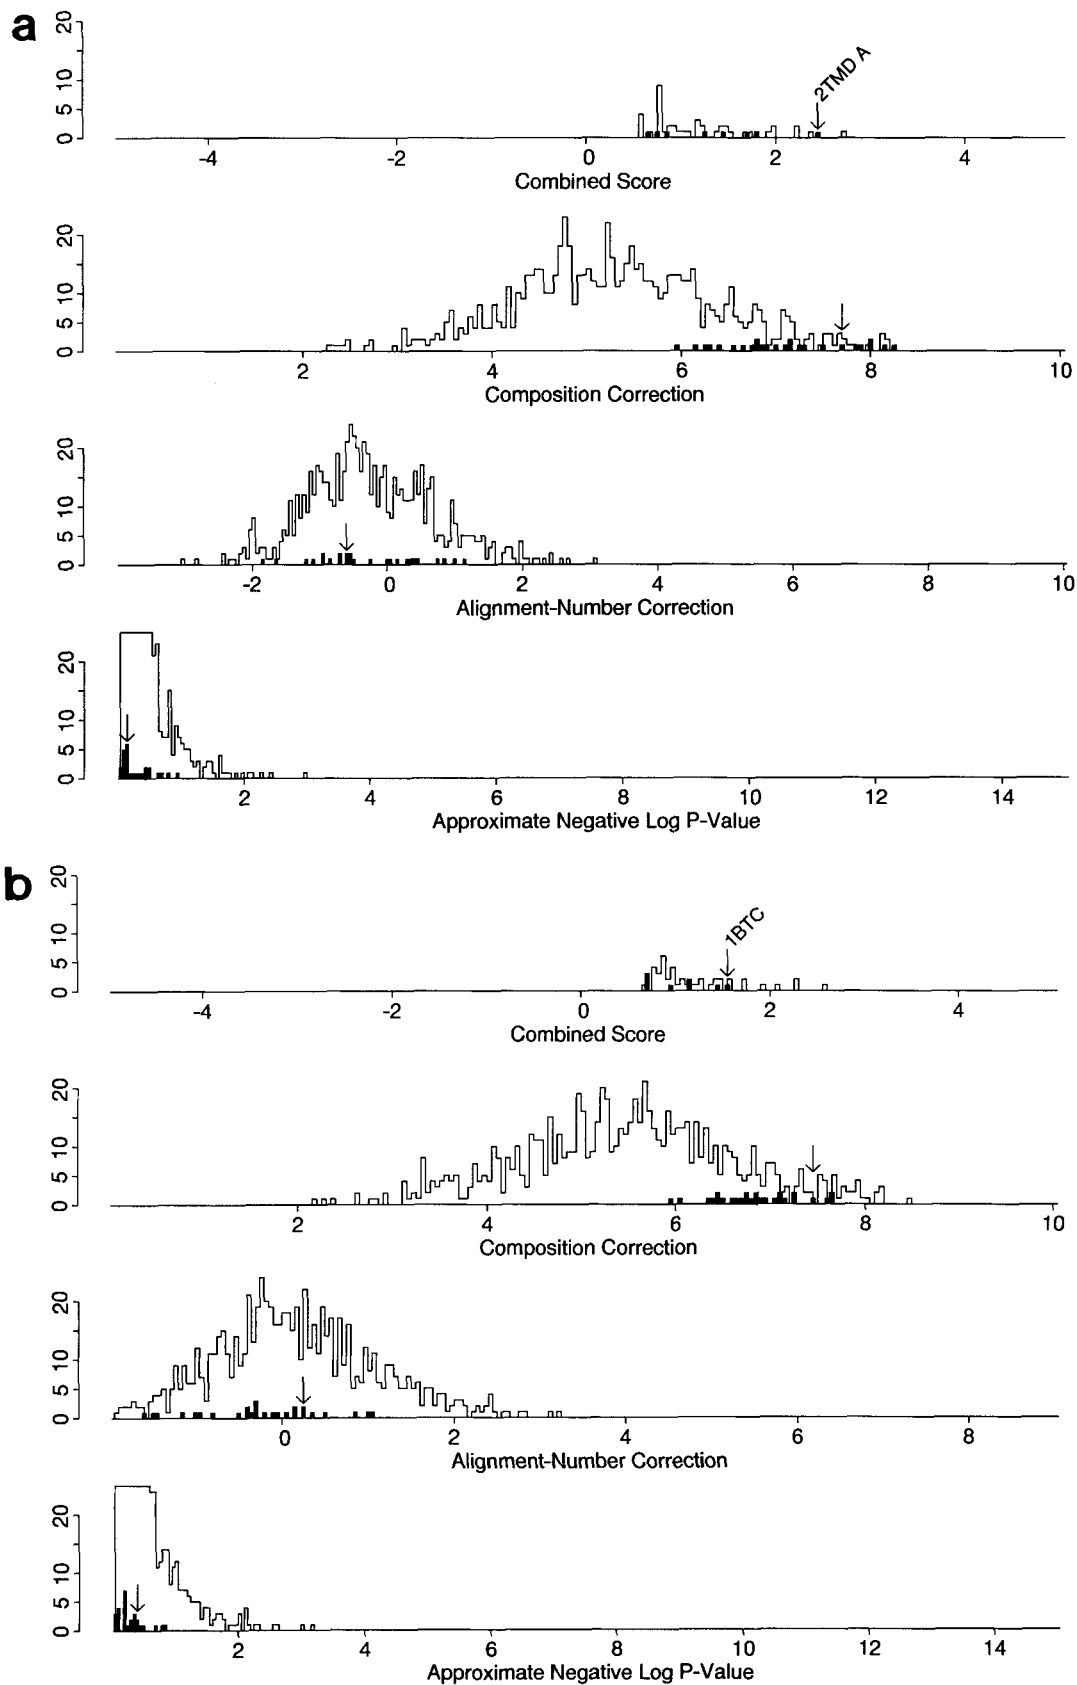 a
20
10
5
0
2TMD A
-4 -2 0 2 4
Combined Score
20
10
5
0
2 4 6 8 10
Composition Correction
20
10
5
0
-2 0 2 4 6 8 10
Alignment-Number Correction
20
10
5
0
2 4 6 8 10 12 14
Approximate Negative Log P-Value
b
20
10
5
0
1BTC
-4 -2 0 2 4
Combined Score
20
10
5
0
2 4 6 8 10
Composition Correction
20
10
5
0
0 2 4 6 8
Alignment-Number Correction
20
10
5
0
2 4 6 8 10 12 14
Approximate Negative Log P-Value